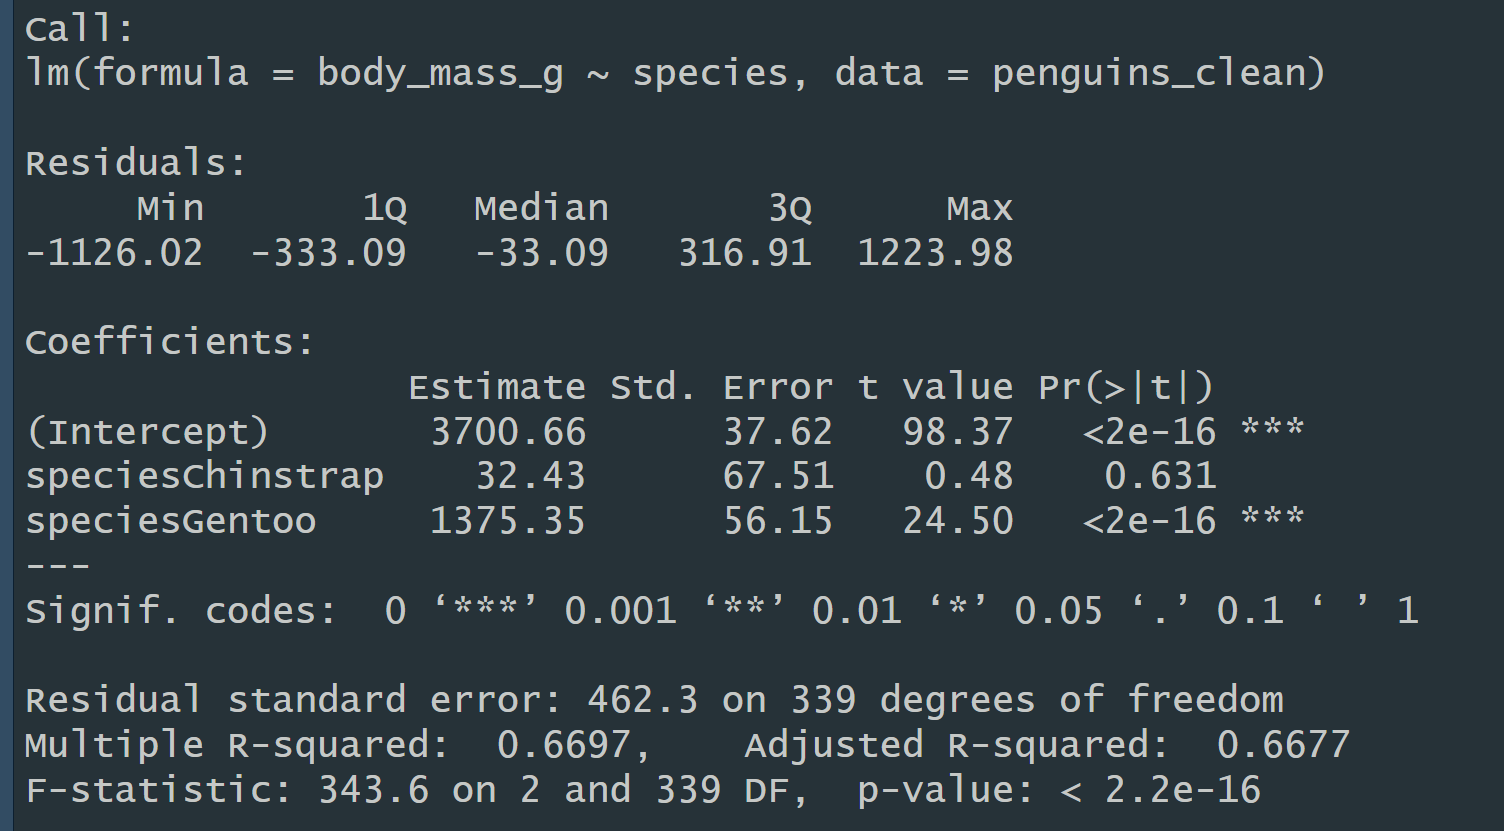 Call:
lm(formula = body_mass_g ~ species, data = penguins_clean)
Residuals:
     Min       1Q   Median       3Q      Max
-1126.02  -333.09   -33.09   316.91  1223.98
Coefficients:
                 Estimate Std. Error t value Pr(>|t|)
(Intercept)       3700.66      37.62   98.37   <2e-16 ***
speciesChinstrap    32.43      67.51    0.48    0.631
speciesGentoo     1375.35      56.15   24.50   <2e-16 ***
---
Signif. codes:  0 ‘***’ 0.001 ‘**’ 0.01 ‘*’ 0.05 ‘.’ 0.1 ‘ ’ 1
Residual standard error: 462.3 on 339 degrees of freedom
Multiple R-squared:  0.6697,    Adjusted R-squared:  0.6677
F-statistic: 343.6 on 2 and 339 DF,  p-value: < 2.2e-16